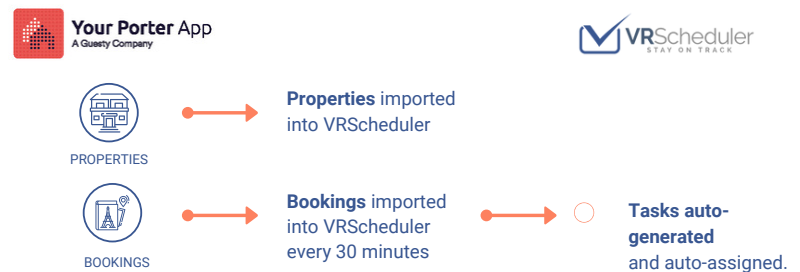 Your Porter App
A Guesty Company
VRScheduler
STAY ON TRACK
PROPERTIES
Properties imported
into VRScheduler
BOOKINGS
Bookings imported
into VRScheduler
every 30 minutes
Tasks auto-
generated
and auto-assigned.